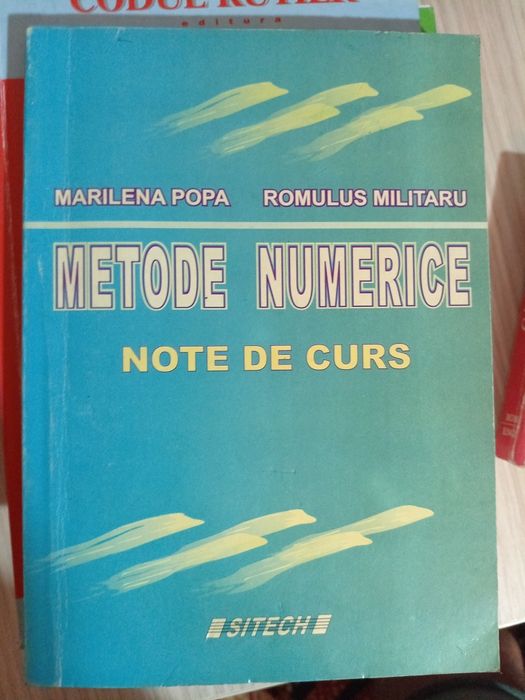 CODUL RUTIER
editura
MARILENA POPA ROMULUS MILITARU
METODE NUMERICE
NOTE DE CURS
SITECH